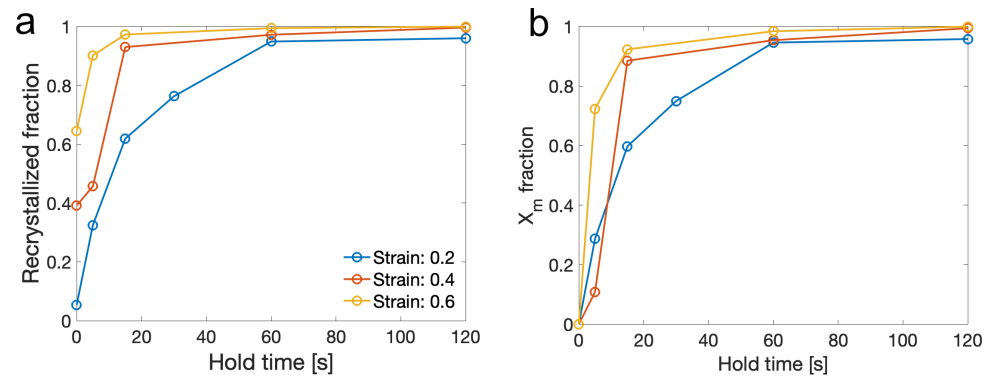 a
Recrystallized fraction
1
0.8
0.6
0.4
0.2
0
0 20 40 60 80 100 120
Hold time [s]
Strain: 0.2
Strain: 0.4
Strain: 0.6
b
X_m fraction
1
0.8
0.6
0.4
0.2
0
0 20 40 60 80 100 120
Hold time [s]